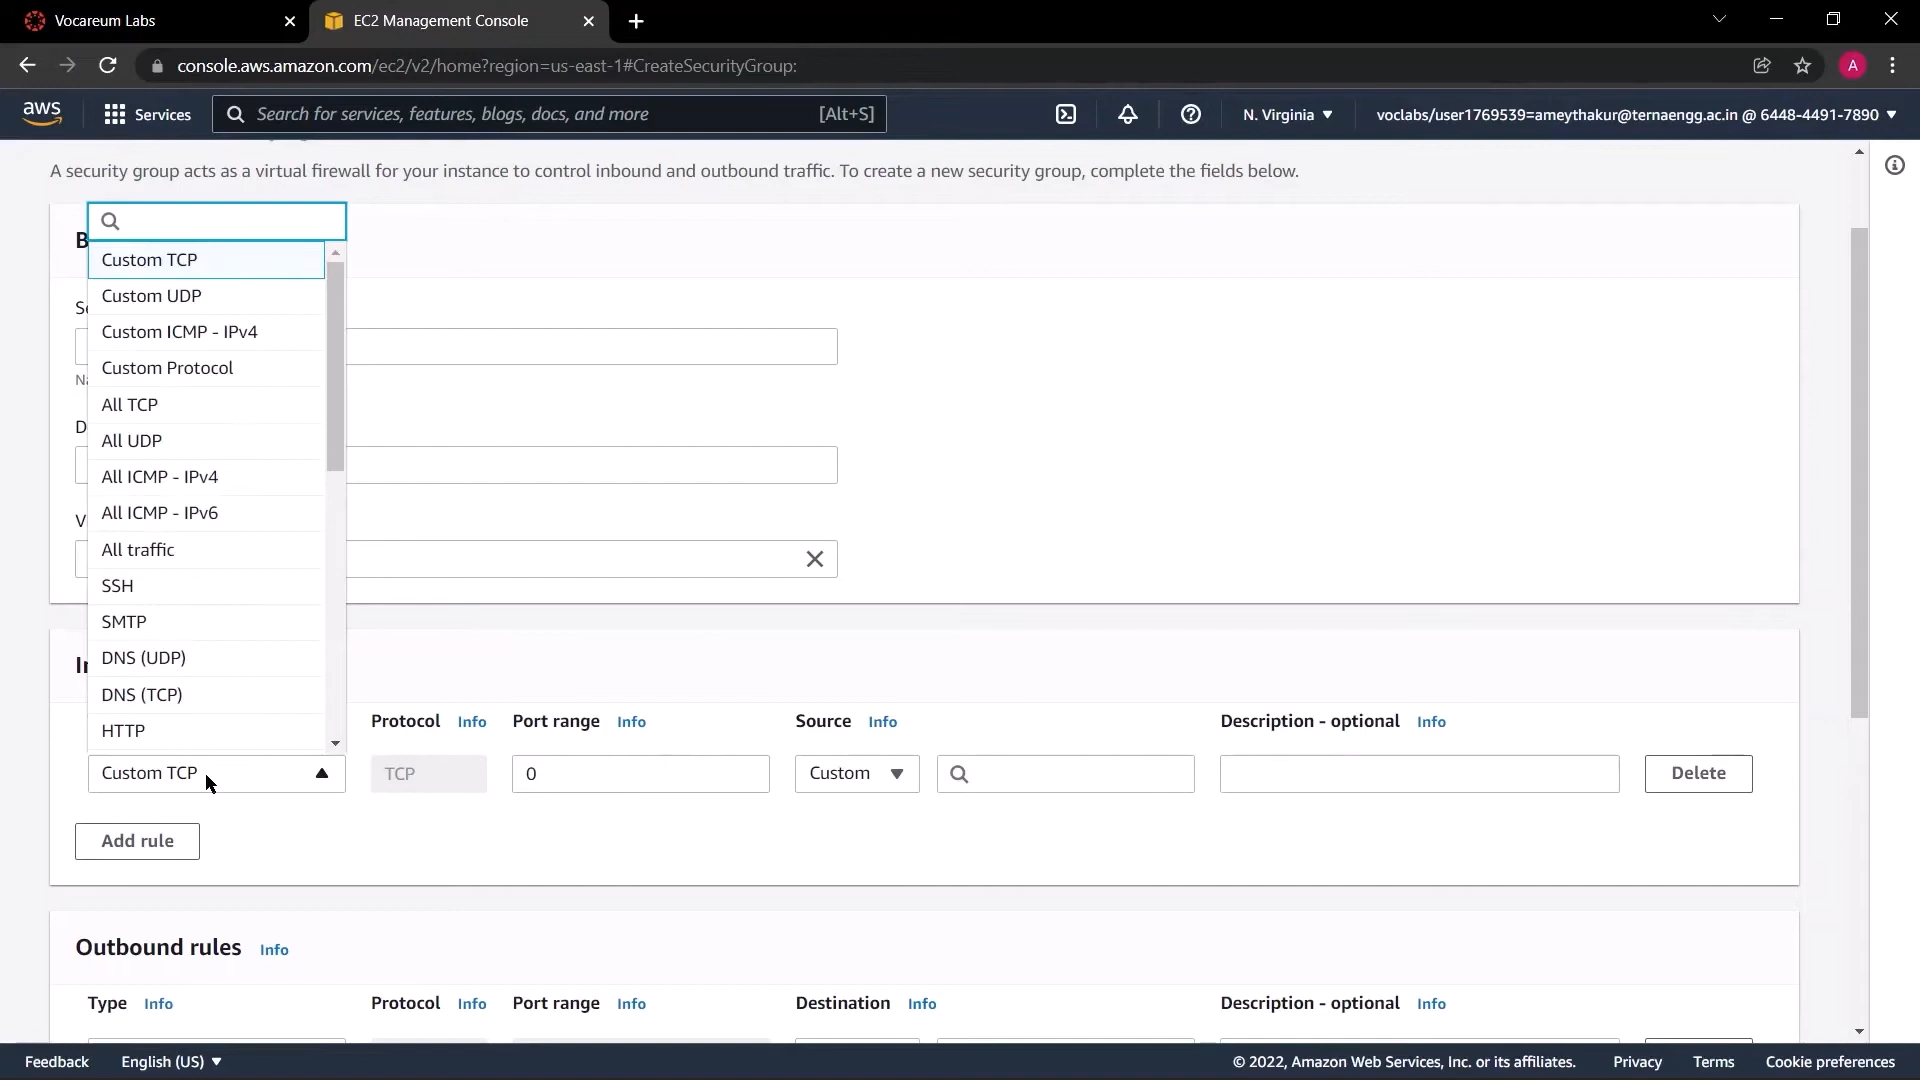 Vocareum Labs
EC2 Management Console
console.aws.amazon.com/ec2/v2/home?region=us-east-1#CreateSecurityGroup:
A
aws
Services
Search for services, features, blogs, docs, and more
[Alt+S]
N. Virginia
voclabs/user1769539=ameythakur@ternaengg.ac.in @ 6448-4491-7890
A security group acts as a virtual firewall for your instance to control inbound and outbound traffic. To create a new security group, complete the fields below.
B
Custom TCP
Custom UDP
Custom ICMP - IPv4
Custom Protocol
All TCP
All UDP
All ICMP - IPv4
All ICMP - IPv6
All traffic
SSH
SMTP
DNS (UDP)
DNS (TCP)
HTTP
Protocol Info Port range Info Source Info Description - optional Info
Custom TCP TCP 0 Custom Delete
Add rule
Outbound rules Info
Type Info Protocol Info Port range Info Destination Info Description - optional Info
Feedback English (US) © 2022, Amazon Web Services, Inc. or its affiliates. Privacy Terms Cookie preferences